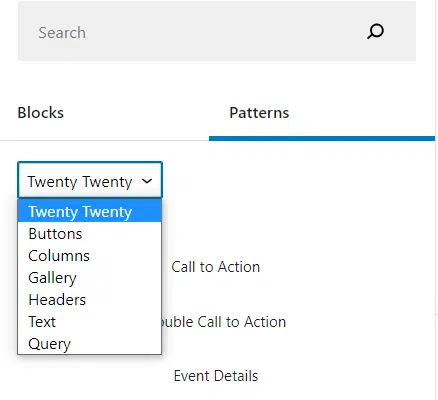 Search
Blocks
Patterns
Twenty Twenty
Twenty Twenty
Buttons
Columns
Gallery
Call to Action
Headers
Text
ouble Call to Action
Query
Event Details